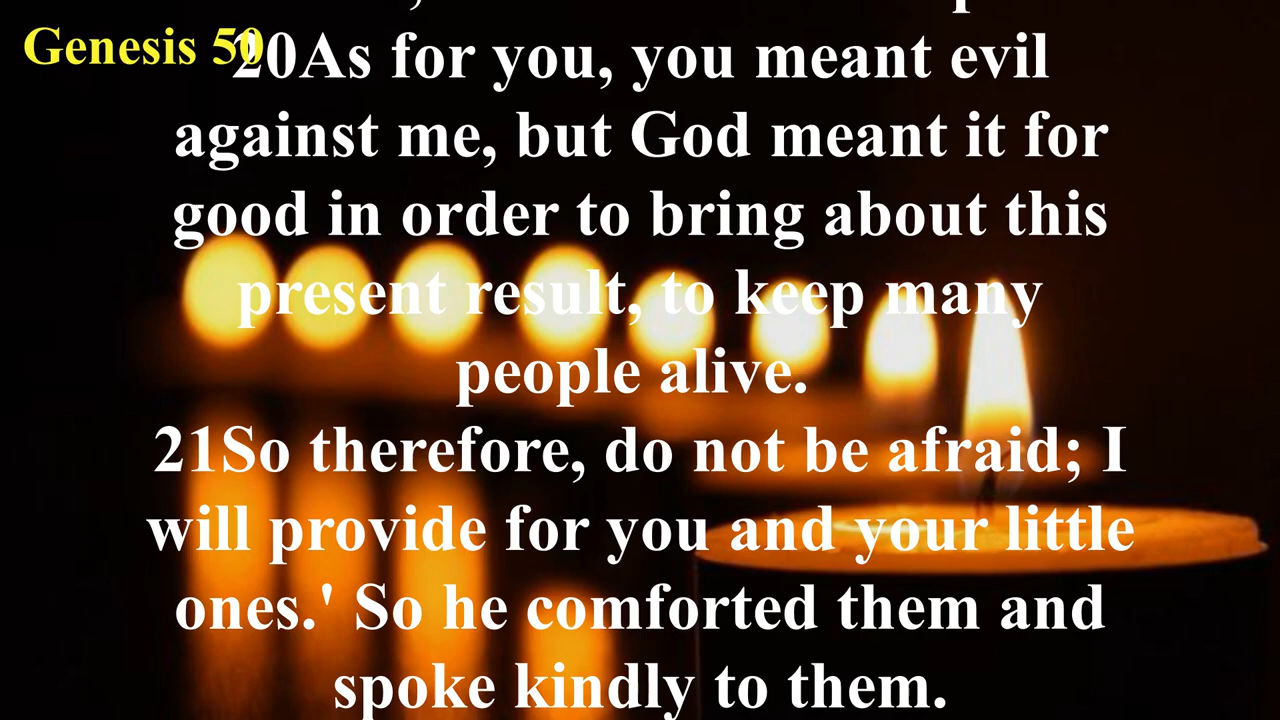 Genesis 50
20As for you, you meant evil
against me, but God meant it for
good in order to bring about this
present result, to keep many
people alive.
21So therefore, do not be afraid; I
will provide for you and your little
ones.' So he comforted them and
spoke kindly to them.